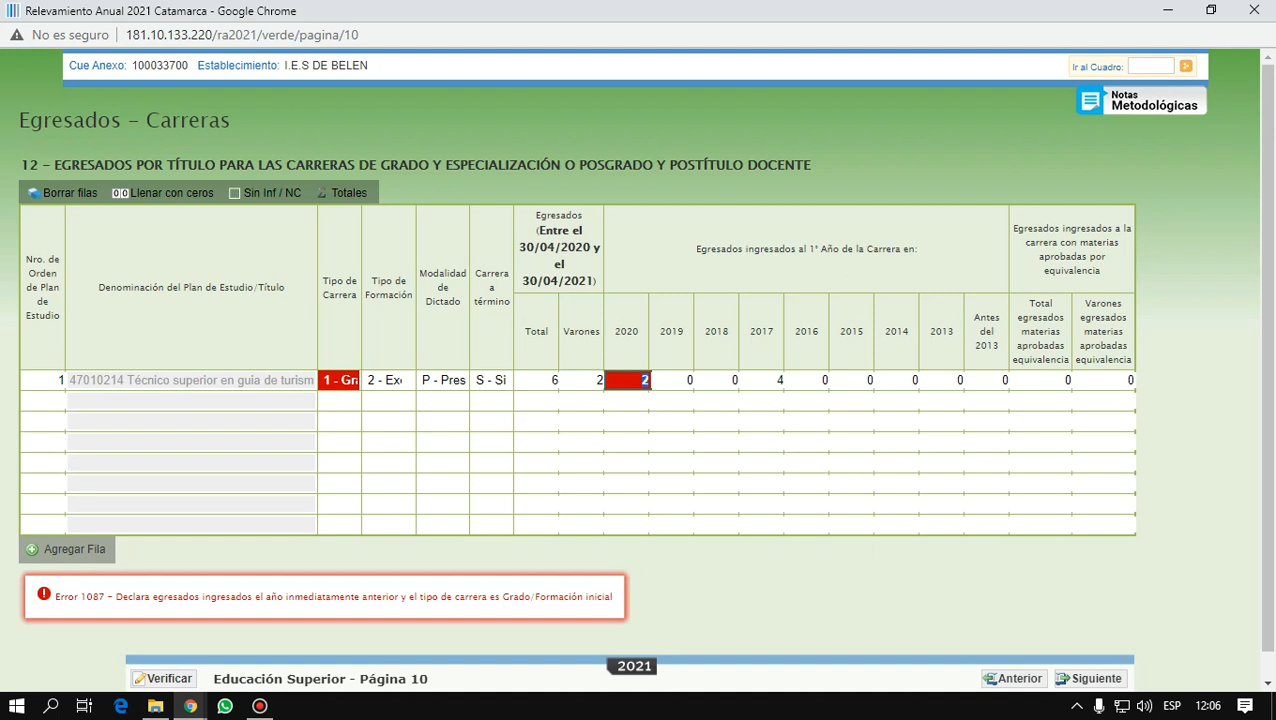 Relevamiento Anual 2021 Catamarca - Google Chrome
No es seguro 181.10.133.220/ra2021/verde/pagina/10
Cue Anexo: 100033700 Establecimiento: I.E.S DE BELEN
Ir al Cuadro:
Notas
Metodológicas
Egresados – Carreras
12 – EGRESADOS POR TÍTULO PARA LAS CARRERAS DE GRADO Y ESPECIALIZACIÓN O POSGRADO Y POSTÍTULO DOCENTE
Borrar filas 00 Llenar con ceros Sin Inf / NC Totales
Nro. de
Orden
de Plan
de
Estudio
Denominación del Plan de Estudio/Título
Tipo de
Carrera
Tipo de
Formación
Modalidad
de
Dictado
Carrera
a
término
Egresados
(Entre el
30/04/2020 y
el
30/04/2021)
Egresados ingresados al 1° Año de la Carrera en:
Egresados ingresados a la
carrera con materias
aprobadas por
equivalencia
Total Varones 2020 2019 2018 2017 2016 2015 2014 2013
Antes
del
2013
Total
egresados
materias
aprobadas
equivalencia
Varones
egresados
materias
aprobadas
equivalencia
1 47010214 Técnico superior en guia de turism 1 - Gra 2 - Exc P - Pres S - Si 6 2 2 0 0 4 0 0 0 0 0 0 0
Agregar Fila
Error 1087 – Declara egresados ingresados el año inmediatamente anterior y el tipo de carrera es Grado/Formación inicial
2021
Verificar Educación Superior - Página 10 Anterior Siguiente
ESP 12:06